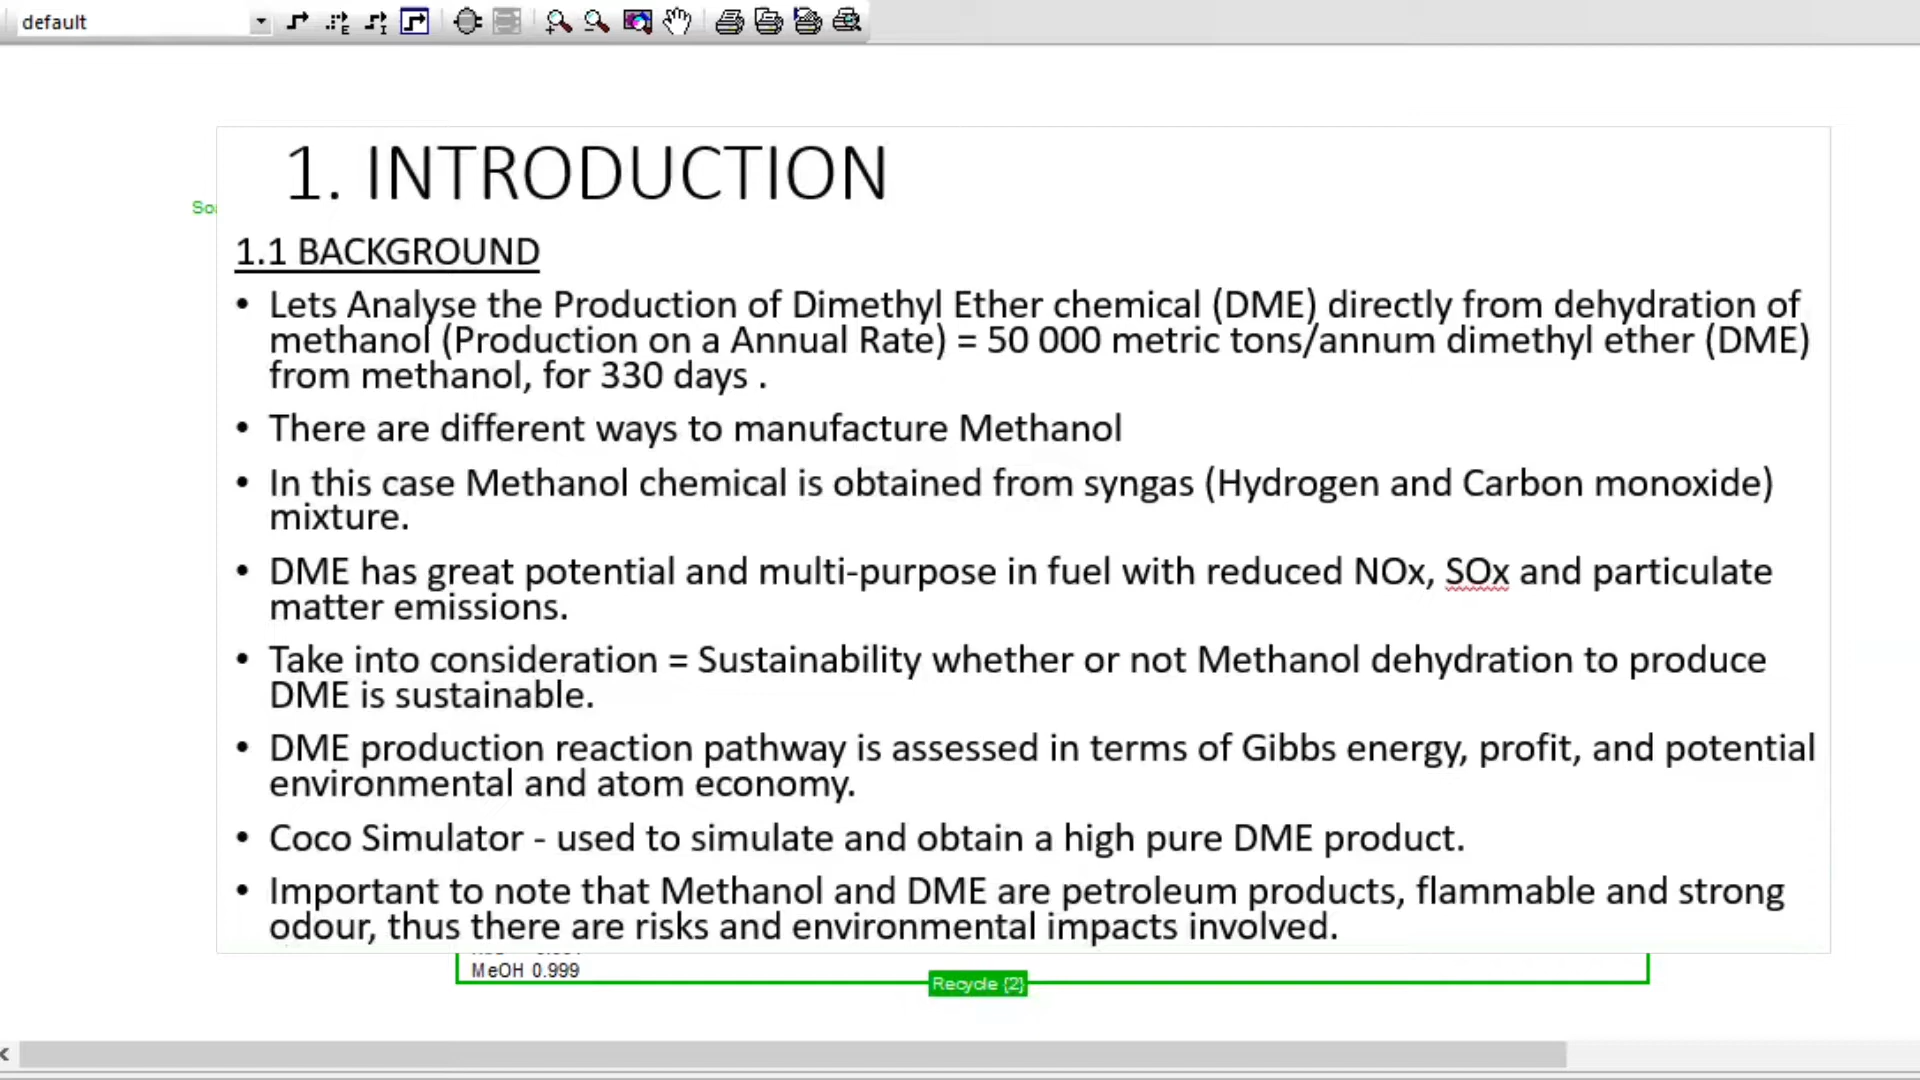 default
1. INTRODUCTION
1.1 BACKGROUND
• Lets Analyse the Production of Dimethyl Ether chemical (DME) directly from dehydration of
methanol (Production on a Annual Rate) = 50 000 metric tons/annum dimethyl ether (DME)
from methanol, for 330 days .
• There are different ways to manufacture Methanol
• In this case Methanol chemical is obtained from syngas (Hydrogen and Carbon monoxide)
mixture.
• DME has great potential and multi-purpose in fuel with reduced NOx, SOx and particulate
matter emissions.
• Take into consideration = Sustainability whether or not Methanol dehydration to produce
DME is sustainable.
• DME production reaction pathway is assessed in terms of Gibbs energy, profit, and potential
environmental and atom economy.
• Coco Simulator - used to simulate and obtain a high pure DME product.
• Important to note that Methanol and DME are petroleum products, flammable and strong
odour, thus there are risks and environmental impacts involved.
MeOH 0.999
Recycle {2}